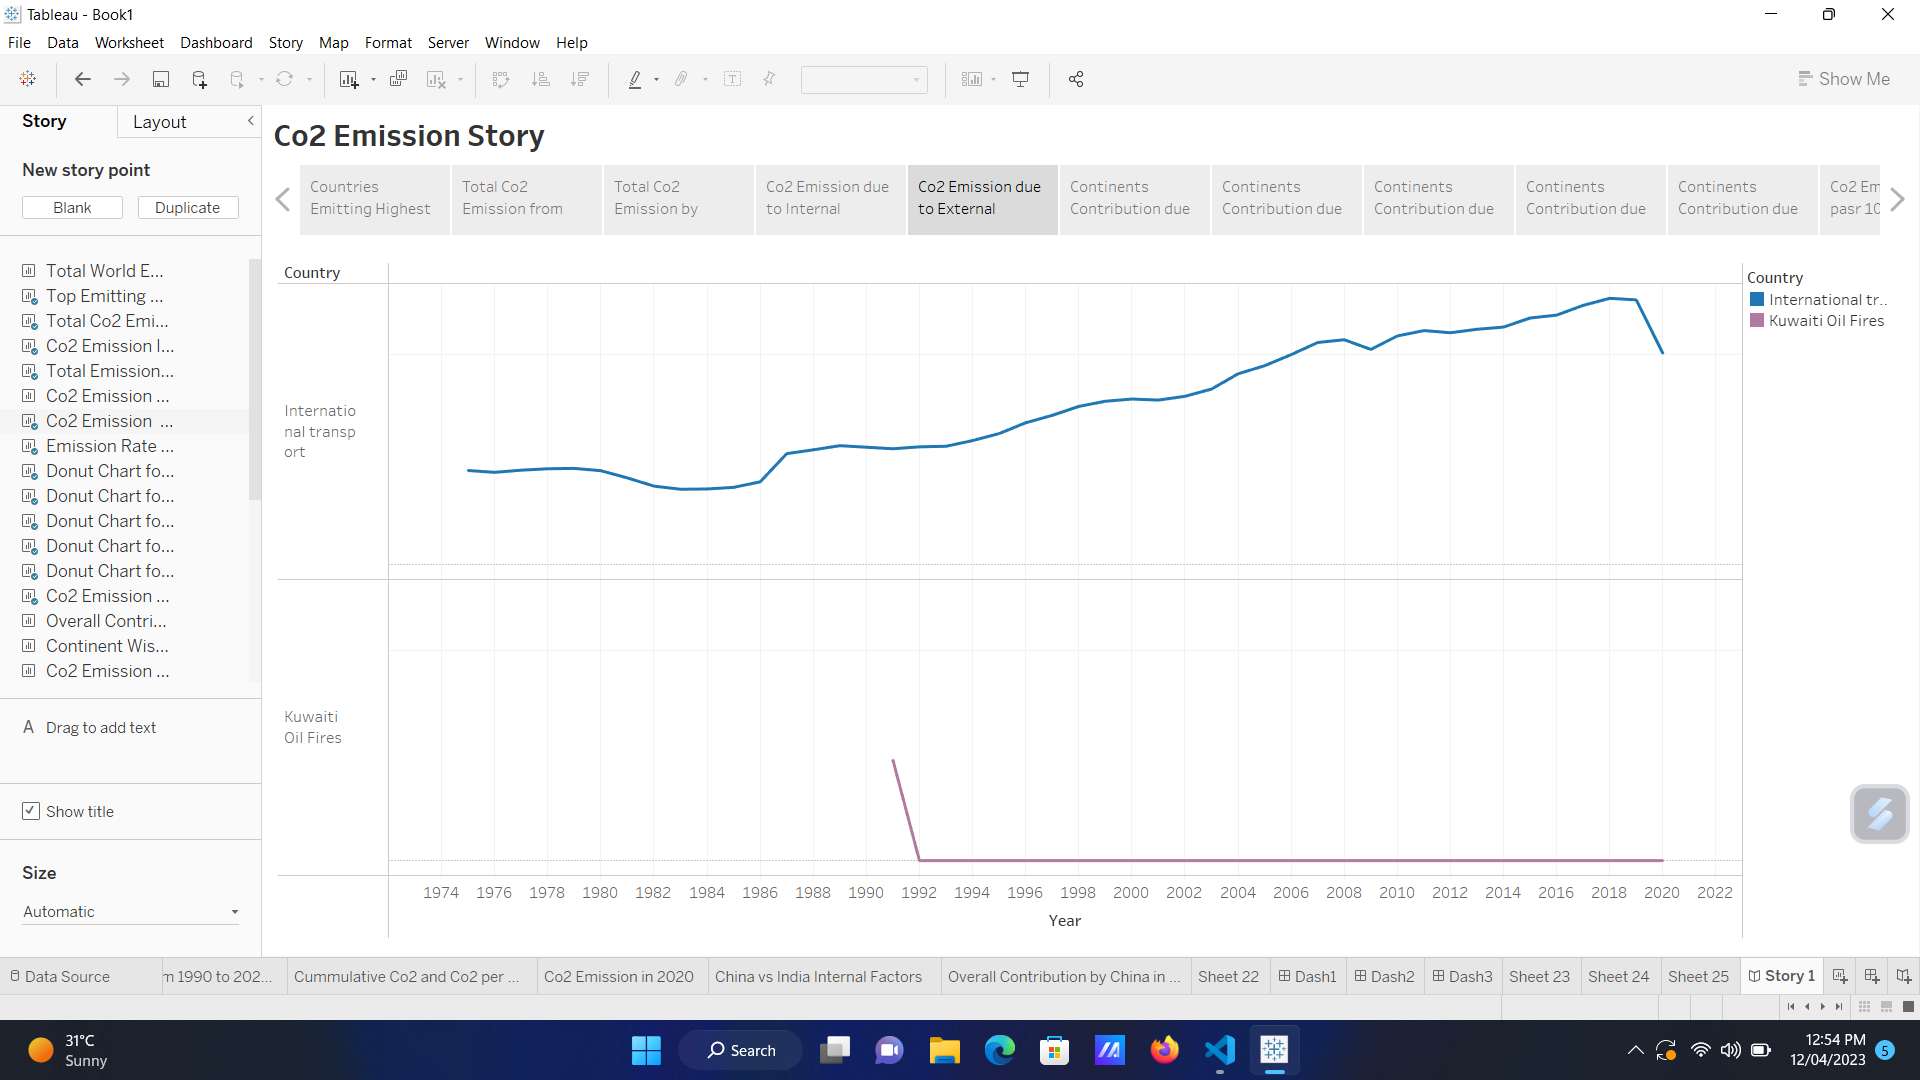 Tableau - Book1
File Data Worksheet Dashboard Story Map Format Server Window Help
Show Me
Story Layout
New story point
Blank Duplicate
Total World E...
Top Emitting ...
Total Co2 Emi...
Co2 Emission I...
Total Emission...
Co2 Emission ...
Co2 Emission ...
Emission Rate ...
Donut Chart fo...
Donut Chart fo...
Donut Chart fo...
Donut Chart fo...
Donut Chart fo...
Co2 Emission ...
Overall Contri...
Continent Wis...
Co2 Emission ...
A Drag to add text
Show title
Size
Automatic
Co2 Emission Story
Countries
Emitting Highest
Total Co2
Emission from
Total Co2
Emission by
Co2 Emission due
to Internal
Co2 Emission due
to External
Continents
Contribution due
Continents
Contribution due
Continents
Contribution due
Continents
Contribution due
Continents
Contribution due
Co2 Em
pasr 10
Country
Internatio
nal transp
ort
Kuwaiti
Oil Fires
1974 1976 1978 1980 1982 1984 1986 1988 1990 1992 1994 1996 1998 2000 2002 2004 2006 2008 2010 2012 2014 2016 2018 2020 2022
Year
Country
International tr..
Kuwaiti Oil Fires
Data Source m 1990 to 202... Cummulative Co2 and Co2 per ... Co2 Emission in 2020 China vs India Internal Factors Overall Contribution by China in ... Sheet 22 Dash1 Dash2 Dash3 Sheet 23 Sheet 24 Sheet 25 Story 1
31°C
Sunny
Search
12:54 PM
12/04/2023
5